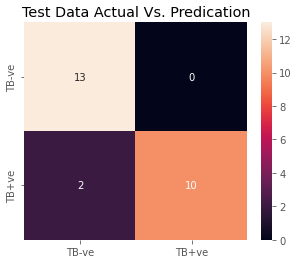 Test Data Actual Vs. Predication
TB-ve
13
0
TB+ve
2
10
TB-ve
TB+ve
12
10
8
6
4
2
0